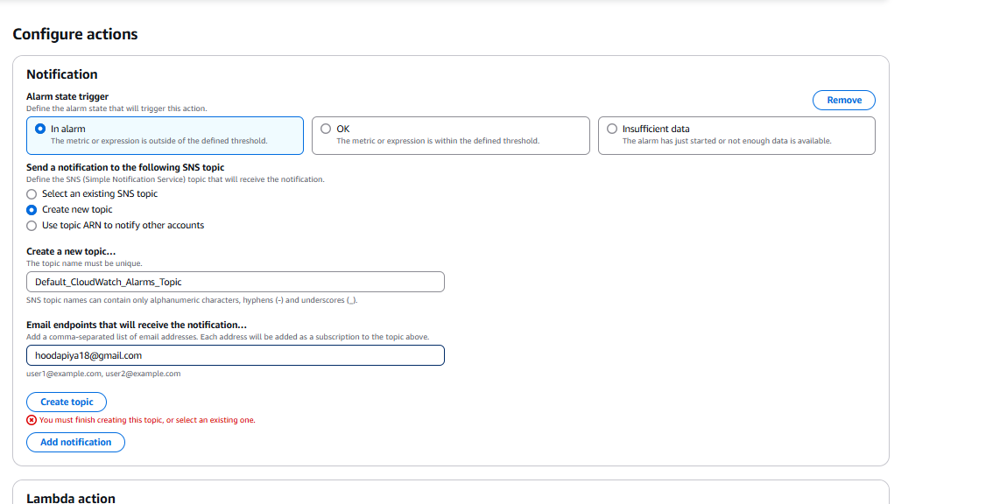 Configure actions
Notification
Alarm state trigger
Define the alarm state that will trigger this action.
Remove
In alarm
The metric or expression is outside of the defined threshold.
OK
The metric or expression is within the defined threshold.
Insufficient data
The alarm has just started or not enough data is available.
Send a notification to the following SNS topic
Define the SNS (Simple Notification Service) topic that will receive the notification.
Select an existing SNS topic
Create new topic
Use topic ARN to notify other accounts
Create a new topic...
The topic name must be unique.
Default_CloudWatch_Alarms_Topic
SNS topic names can contain only alphanumeric characters, hyphens (-) and underscores (_).
Email endpoints that will receive the notification...
Add a comma-separated list of email addresses. Each address will be added as a subscription to the topic above.
hoodapiya18@gmail.com
user1@example.com, user2@example.com
Create topic
You must finish creating this topic, or select an existing one.
Add notification
Lambda action